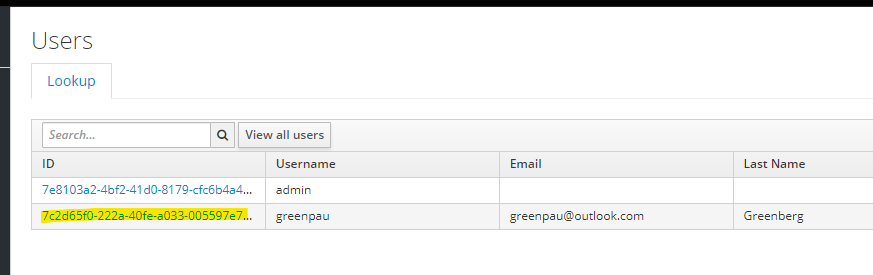 Users
Lookup
Search... View all users
ID Username Email Last Name
7e8103a2-4bf2-41d0-8179-cfc6b4a4... admin
7c2d65f0-222a-40fe-a033-005597e7... greenpau greenpau@outlook.com Greenberg